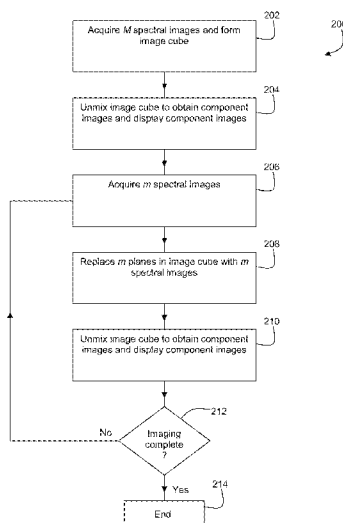 200
202
Acquire M spectral images and form
image cube
204
Unmix image cube to obtain component
images and display component images
206
Acquire m spectral images
208
Replace m planes in image cube with m
spectral images
210
Unmix image cube to obtain component
images and display component images
212
Imaging
complete
?
No
Yes
214
End